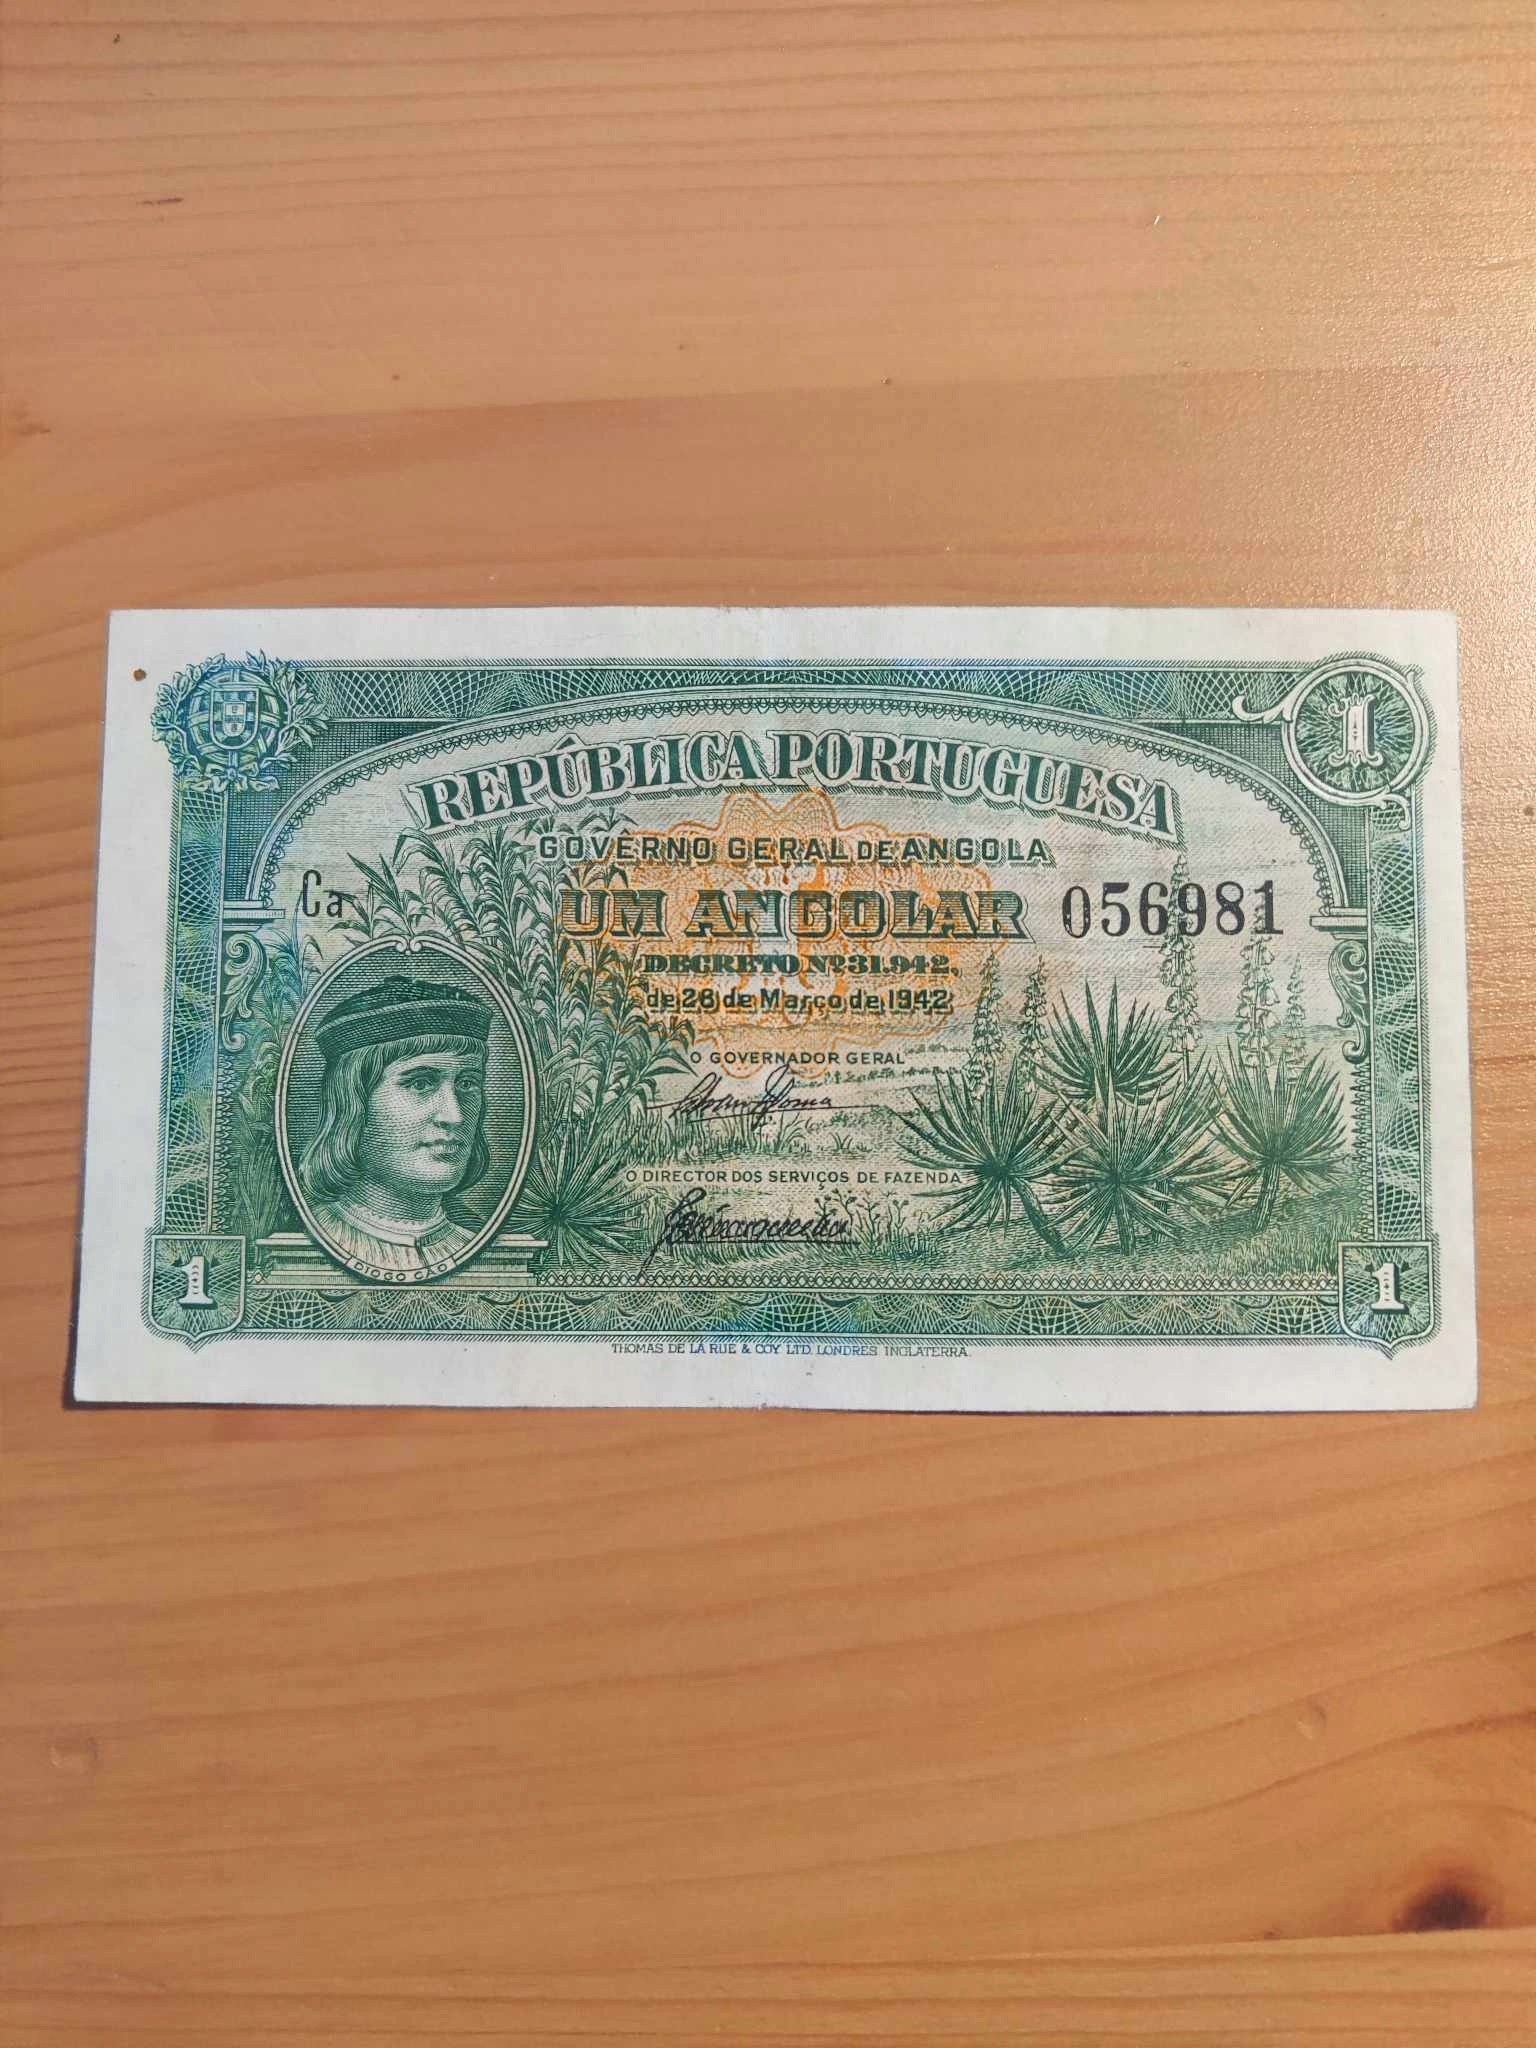 1
REPÚBLICA PORTUGUESA
GOVERNO GERAL DE ANGOLA
Ca
UM ANGOLAR
056981
DECRETO Nº 31.942,
de 28 de Março de 1942
O GOVERNADOR GERAL
O DIRECTOR DOS SERVIÇOS DE FAZENDA
DIOGO CÃO
1
1
THOMAS DE LA RUE & COY. LTD. LONDRES INGLATERRA.